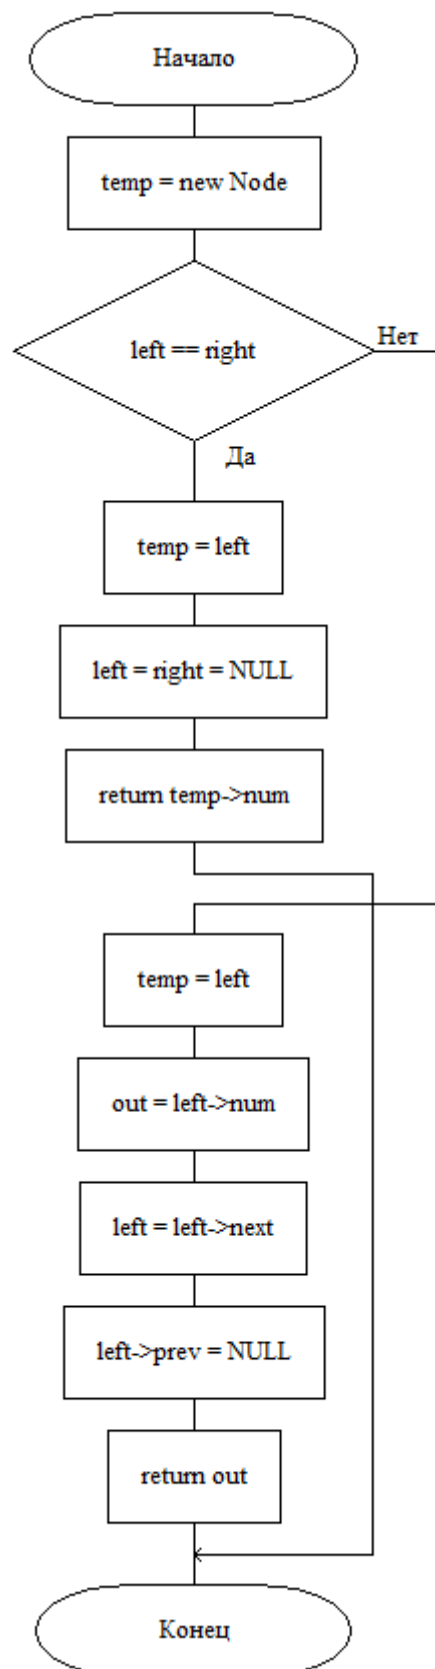 Начало
temp = new Node
left == right
Нет
Да
temp = left
left = right = NULL
return temp->num
temp = left
out = left->num
left = left->next
left->prev = NULL
return out
Конец